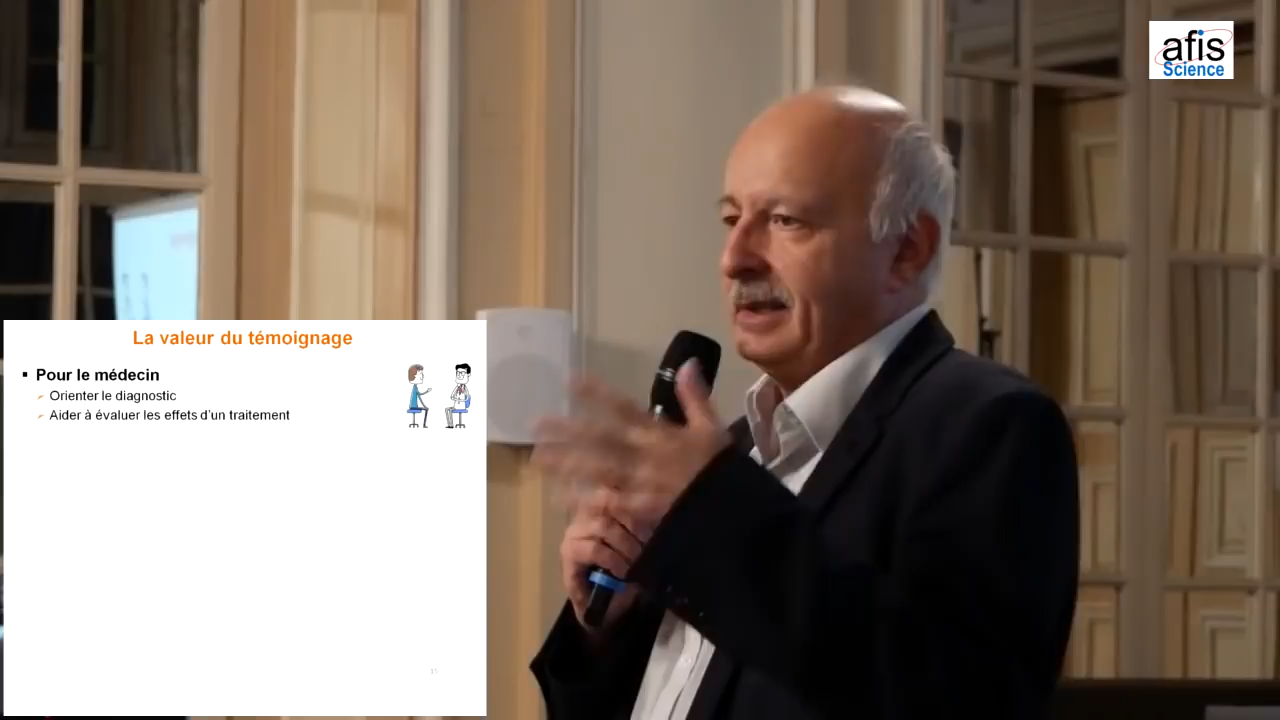 afis
Science
La valeur du témoignage
Pour le médecin
Orienter le diagnostic
Aider à évaluer les effets d'un traitement